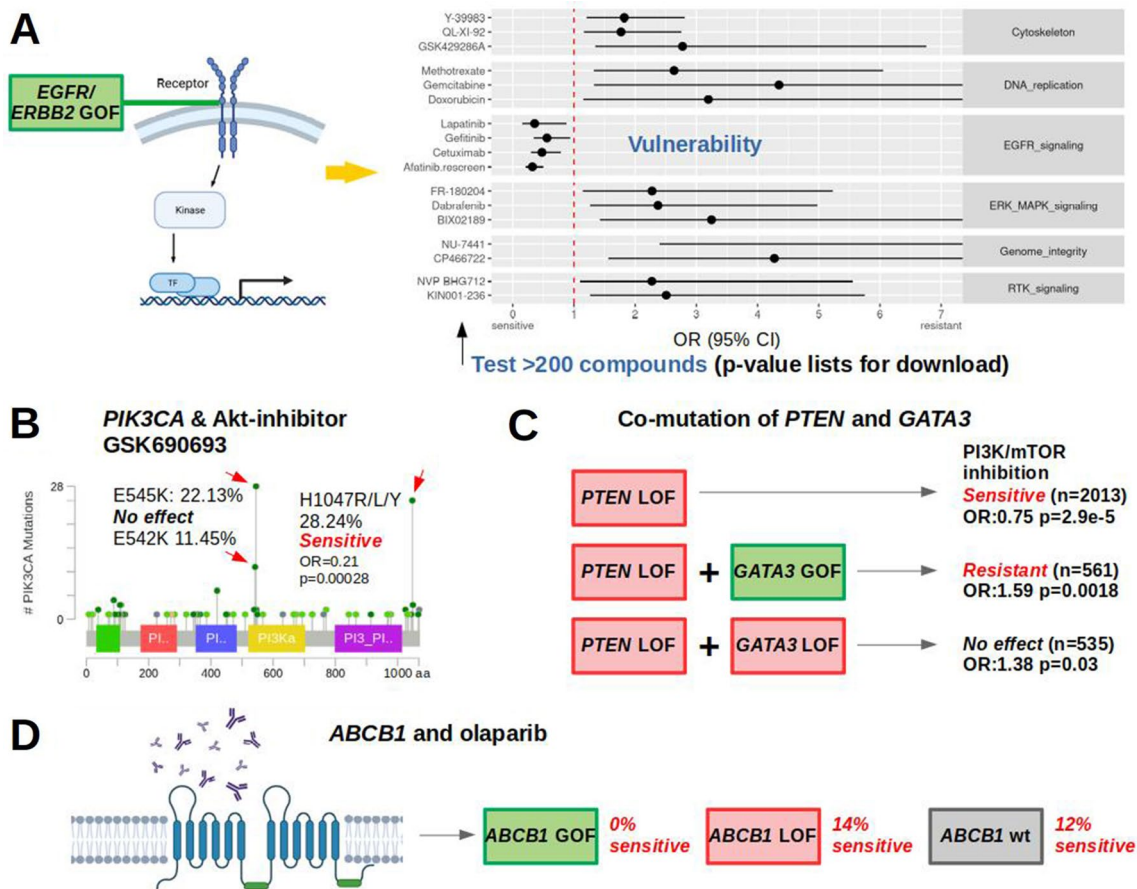 A
EGFR/
ERBB2 GOF
Receptor
Kinase
TF
Y-39983
QL-XI-92
GSK429286A
Cytoskeleton
Methotrexate
Gemcitabine
Doxorubicin
DNA_replication
Lapatinib
Gefitinib
Cetuximab
Afatinib.rescreen
Vulnerability
EGFR_signaling
FR-180204
Dabrafenib
BIX02189
ERK_MAPK_signaling
NU-7441
CP466722
Genome_integrity
NVP BHG712
KIN001-236
RTK_signaling
0 1 2 3 4 5 6 7
sensitive resistant
OR (95% CI)
Test >200 compounds (p-value lists for download)
B
PIK3CA & Akt-inhibitor
GSK690693
# PIK3CA Mutations
28
0
E545K: 22.13%
No effect
E542K 11.45%
H1047R/L/Y
28.24%
Sensitive
OR=0.21
p=0.00028
PI.. PI.. PI3Ka PI3_PI..
0 200 400 600 800 1000 aa
C
Co-mutation of PTEN and GATA3
PI3K/mTOR
inhibition
PTEN LOF
Sensitive (n=2013)
OR:0.75 p=2.9e-5
PTEN LOF + GATA3 GOF
Resistant (n=561)
OR:1.59 p=0.0018
PTEN LOF + GATA3 LOF
No effect (n=535)
OR:1.38 p=0.03
D
ABCB1 and olaparib
ABCB1 GOF
0%
sensitive
ABCB1 LOF
14%
sensitive
ABCB1 wt
12%
sensitive